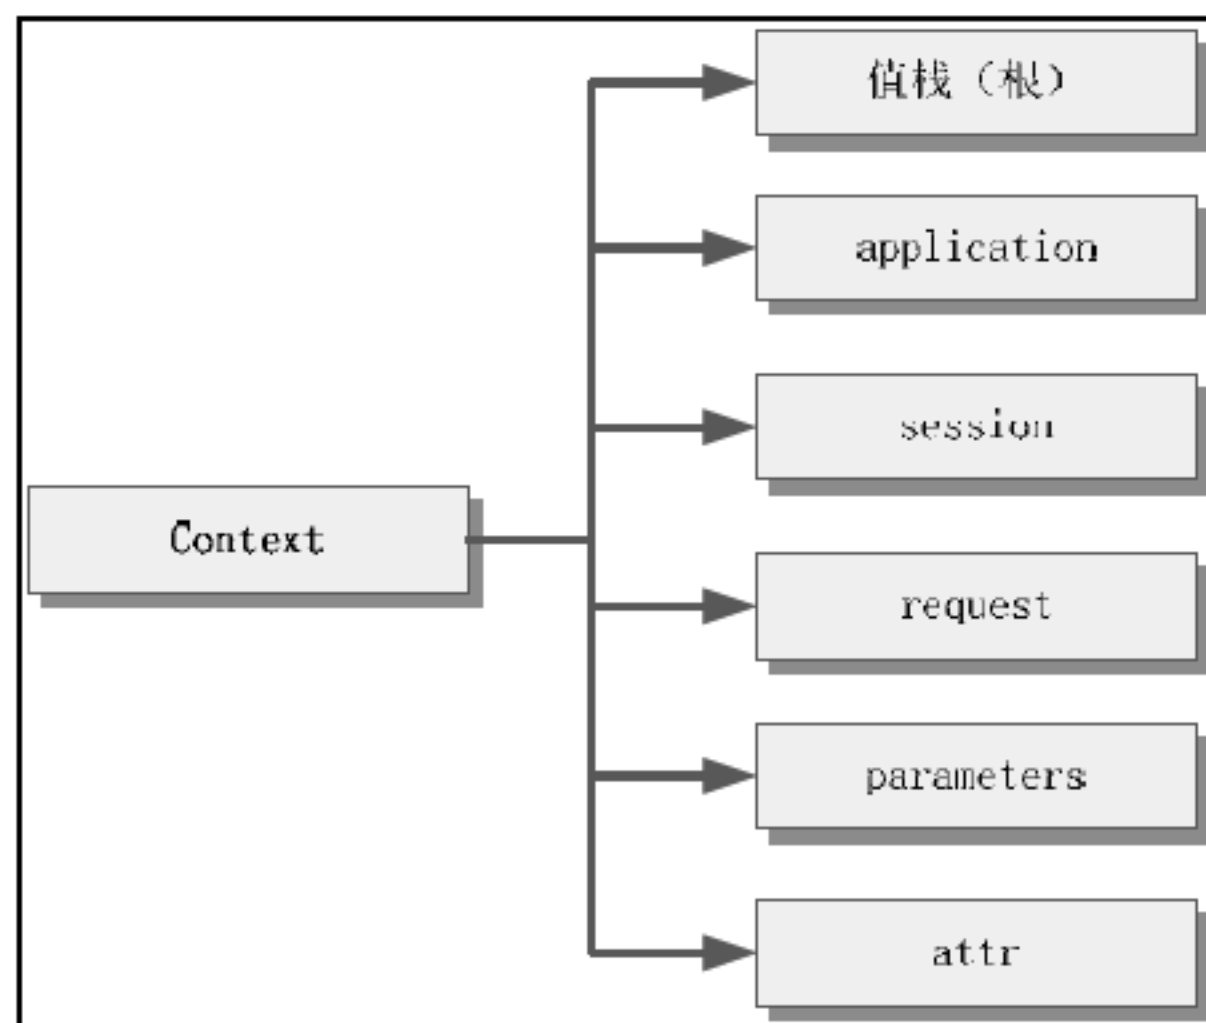 值栈（根）
application
session
Context
request
parameters
attr